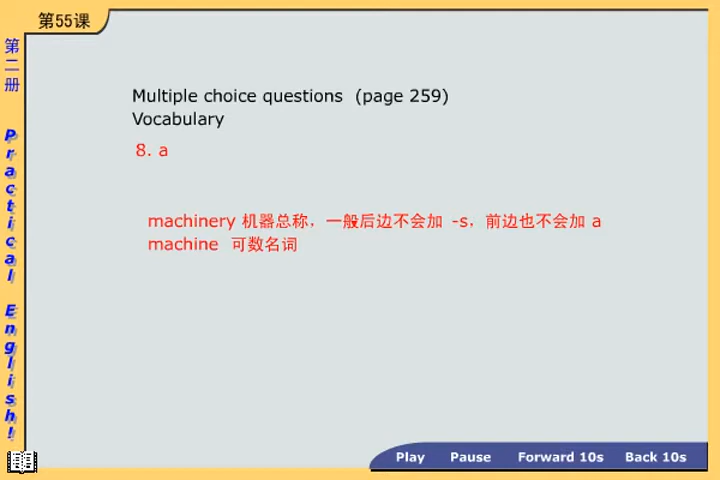 第55课
第二册 Practical English!
Multiple choice questions (page 259)
Vocabulary
8. a
machinery 机器总称，一般后边不会加 -s，前边也不会加 a
machine 可数名词
Play Pause Forward 10s Back 10s